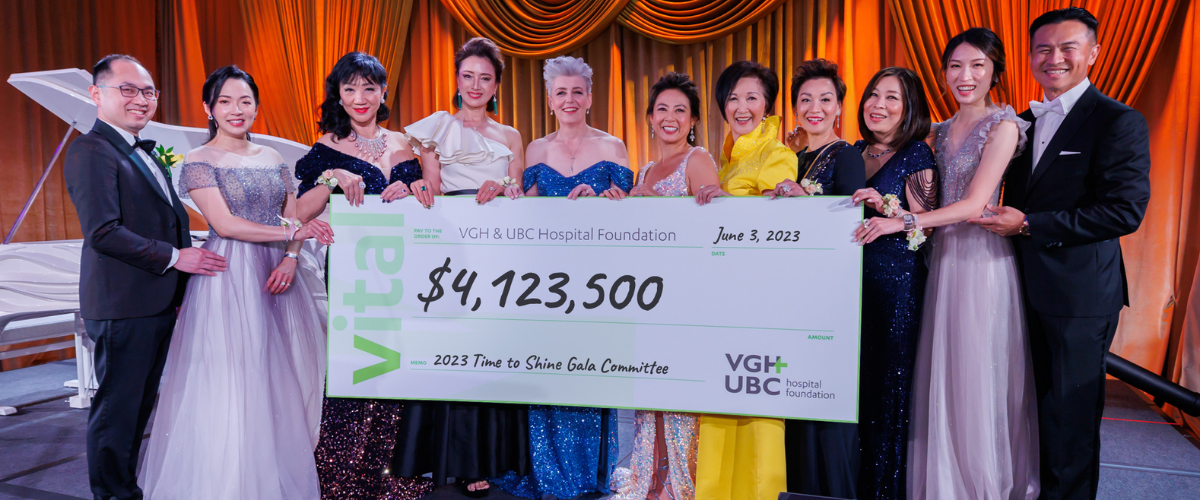 vital
PAY TO THE
ORDER OF:
VGH & UBC Hospital Foundation
June 3, 2023
DATE
$4,123,500
AMOUNT
MEMO
2023 Time to Shine Gala Committee
VGH+
UBC
hospital
foundation